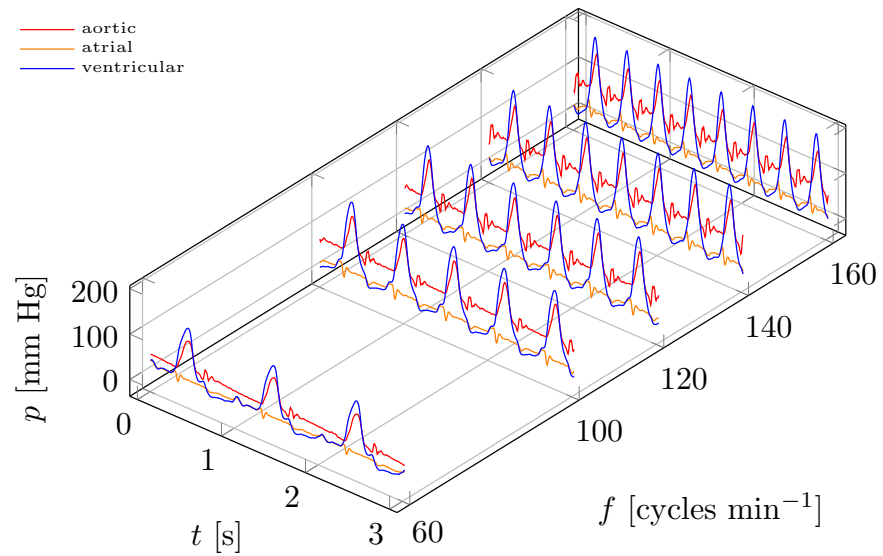 aortic
atrial
ventricular
200
100
0
p [mm Hg]
0
1
2
3
t [s]
60
100
120
140
160
f [cycles min⁻¹]